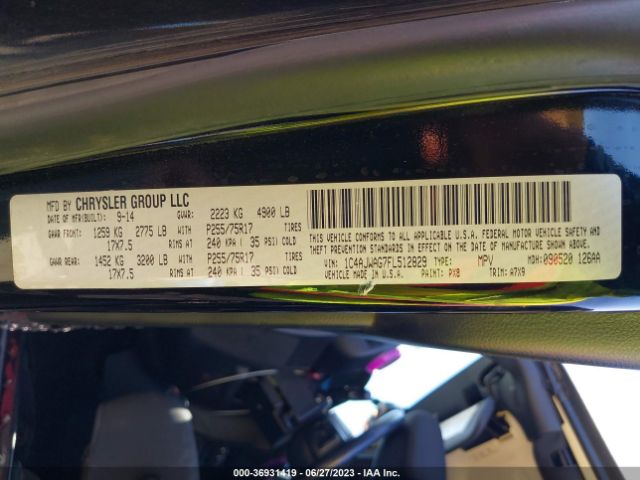 MFD BY CHRYSLER GROUP LLC
DATE OF MFR(BUILT): 9-14 GVWR: 2223 KG 4900 LB
GAWR FRONT: 1259 KG 2775 LB WITH P255/75R17 TIRES
17X7.5 RIMS AT 240 KPA ( 35 PSI) COLD
GAWR REAR: 1452 KG 3200 LB WITH P255/75R17 TIRES
17X7.5 RIMS AT 240 KPA ( 35 PSI) COLD
THIS VEHICLE CONFORMS TO ALL APPLICABLE U.S.A. FEDERAL MOTOR VEHICLE SAFETY, BUMPER, AND
THEFT PREVENTION STANDARDS IN EFFECT ON THE DATE OF MANUFACTURE SHOWN ABOVE.
VIN: 1C4AJWAG7FL512929 TYPE: MPV MDH: 090520 126AA
VEHICLE MADE IN U.S.A. PAINT: PX8 TRIM: A7X9
000-36931419 - 06/27/2023 - IAA Inc.